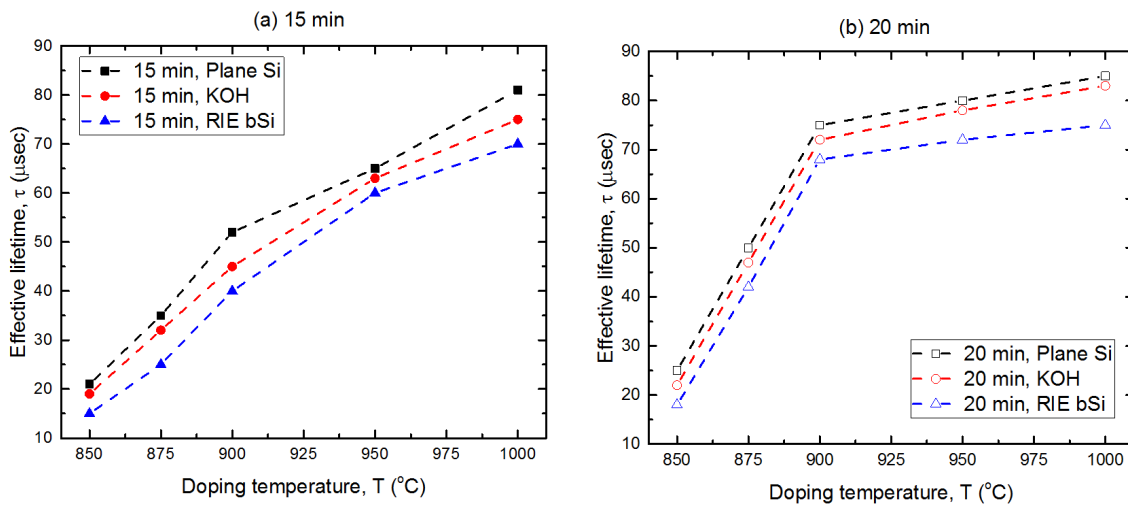 (a) 15 min
90
80
70
60
50
40
30
20
10
850
875
900
925
950
975
1000
Effective lifetime, τ (μsec)
Doping temperature, T (°C)
15 min, Plane Si
15 min, KOH
15 min, RIE bSi
(b) 20 min
90
80
70
60
50
40
30
20
10
850
875
900
925
950
975
1000
Effective lifetime, τ (μsec)
Doping temperature, T (°C)
20 min, Plane Si
20 min, KOH
20 min, RIE bSi